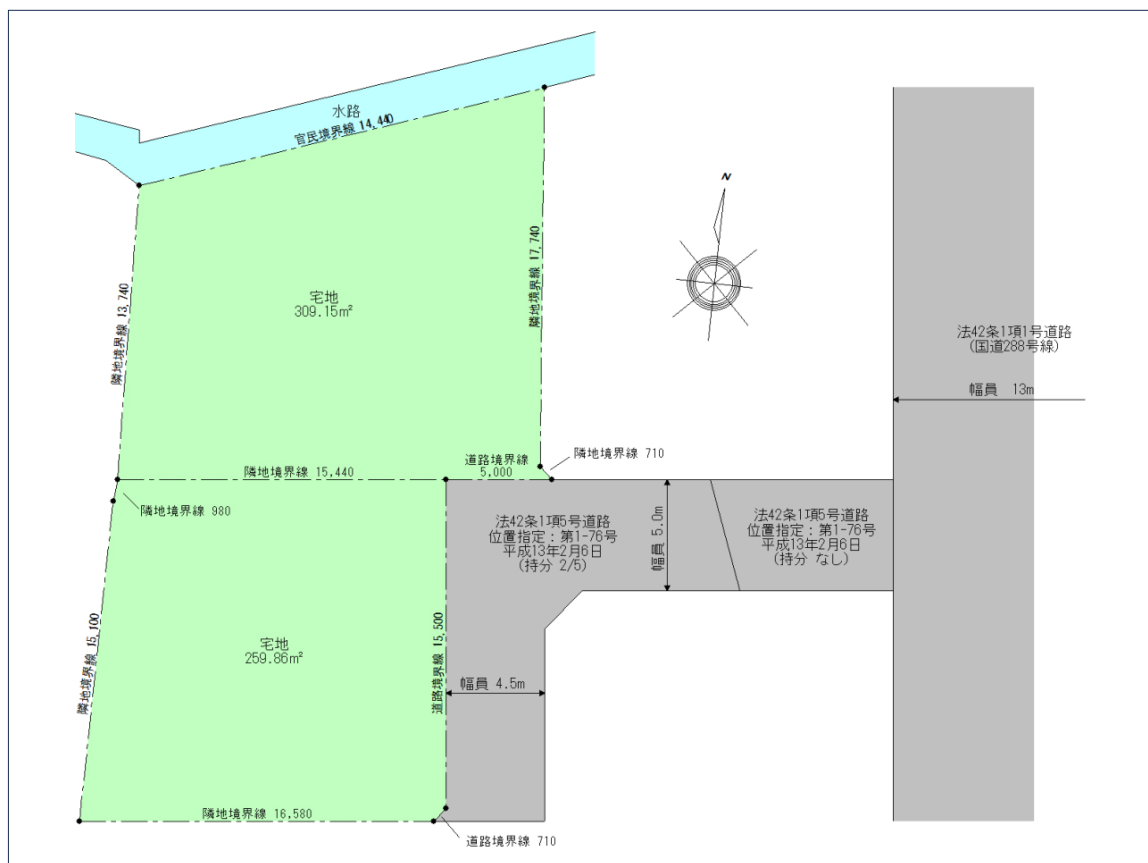 水路
官民境界線 14,440
N
隣地境界線 17,740
隣地境界線 13,740
宅地
309.15m²
法42条1項1号道路
(国道288号線)
幅員 13m
道路境界線
5,000
隣地境界線 710
隣地境界線 15,440
隣地境界線 980
法42条1項5号道路
位置指定：第1-76号
平成13年2月6日
(持分 2/5)
幅員 5.0m
法42条1項5号道路
位置指定：第1-76号
平成13年2月6日
(持分 なし)
隣地境界線 15,100
宅地
259.86m²
道路境界線 15,500
幅員 4.5m
隣地境界線 16,580
道路境界線 710